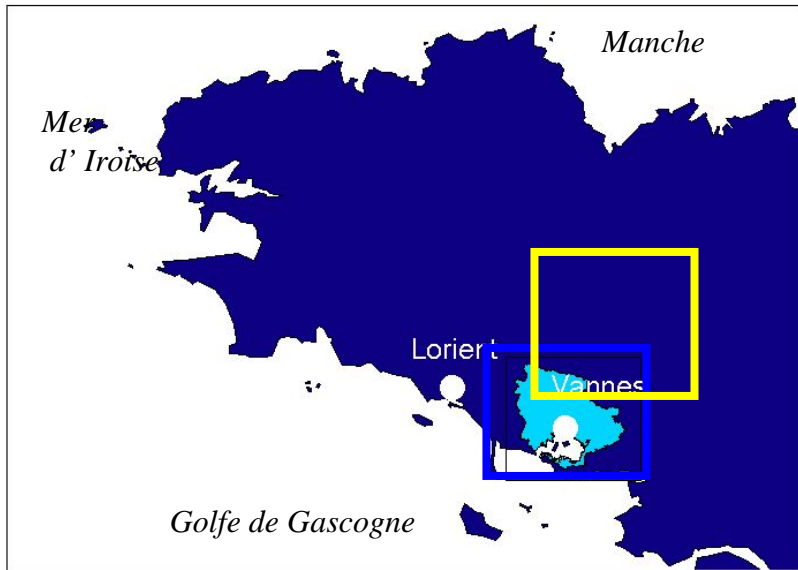 Manche
Mer
d' Iroise
Lorient
Vannes
Golfe de Gascogne